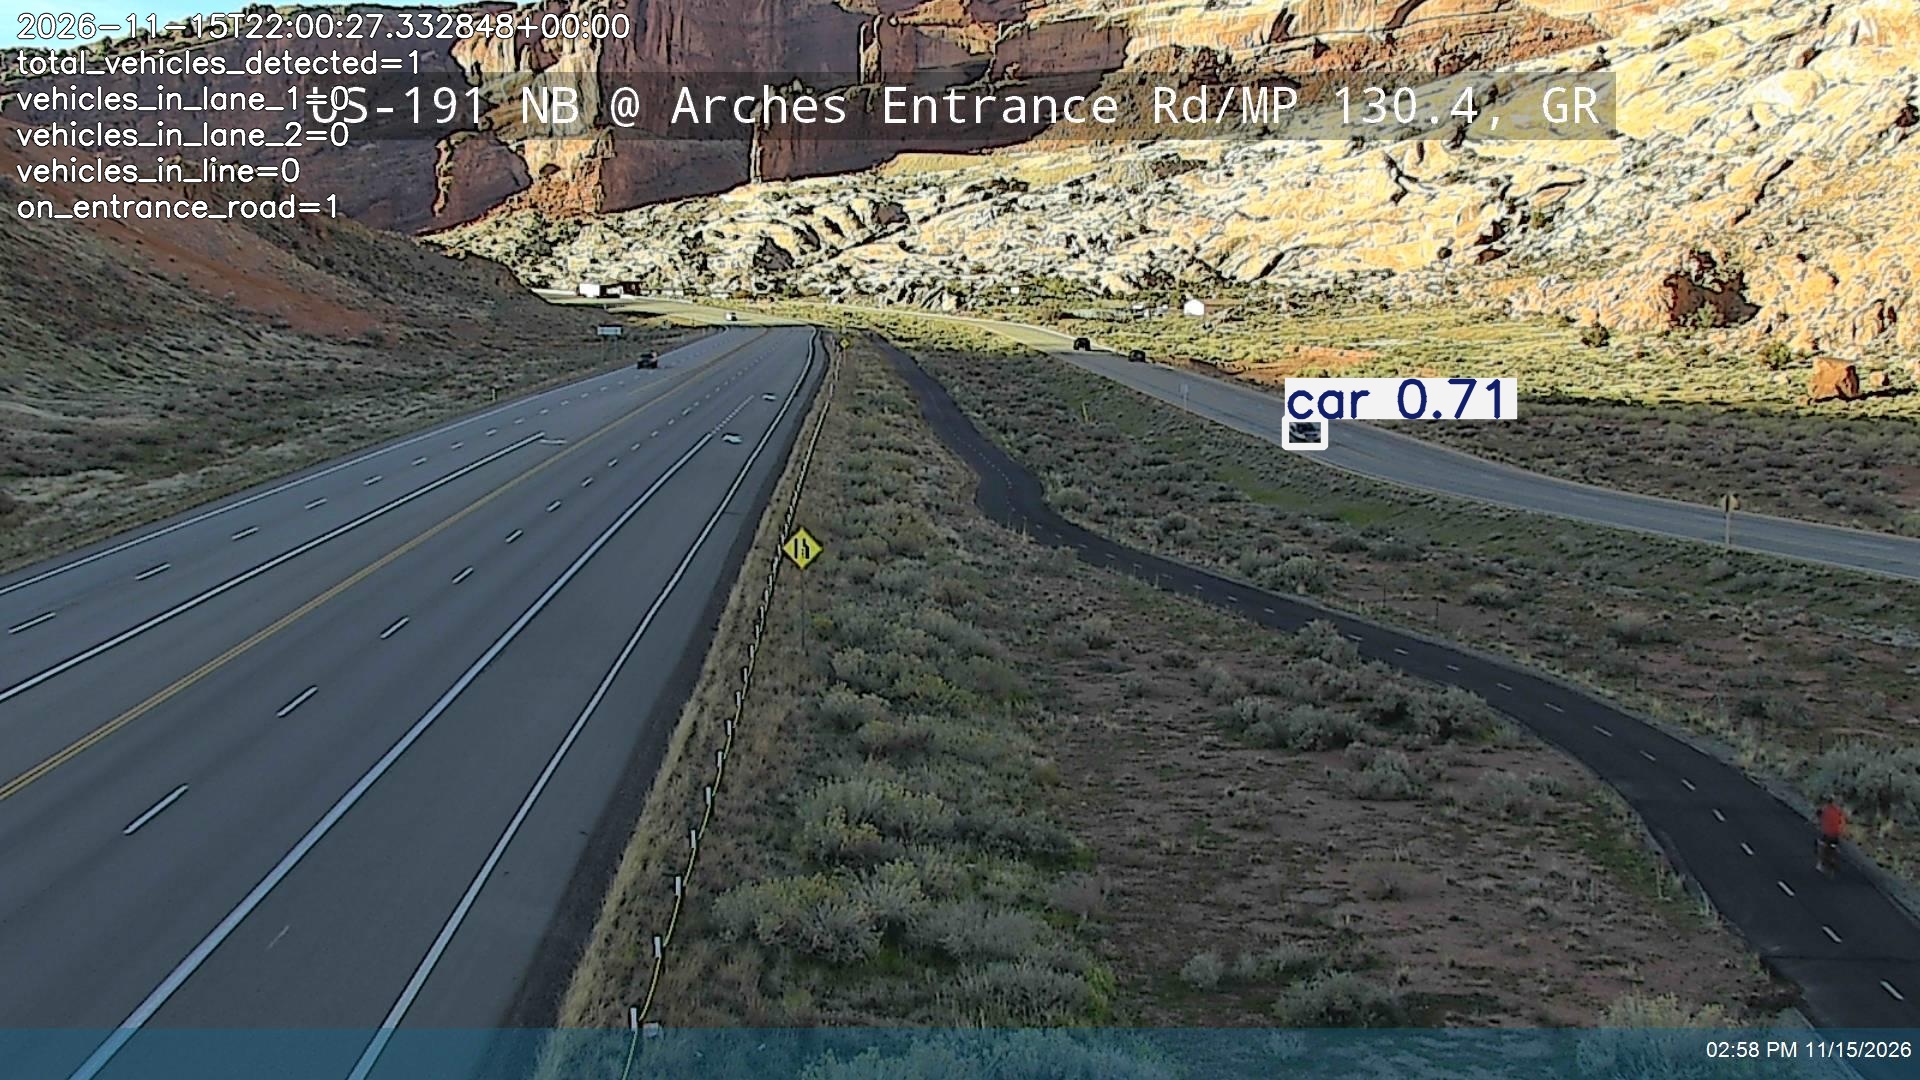 2026-11-15T22:00:27.332848+00:00
total_vehicles_detected=1
vehicles_in_lane_1=0
US-191 NB @ Arches Entrance Rd/MP 130.4, GR
vehicles_in_lane_2=0
vehicles_in_line=0
on_entrance_road=1
car 0.71
02:58 PM 11/15/2026